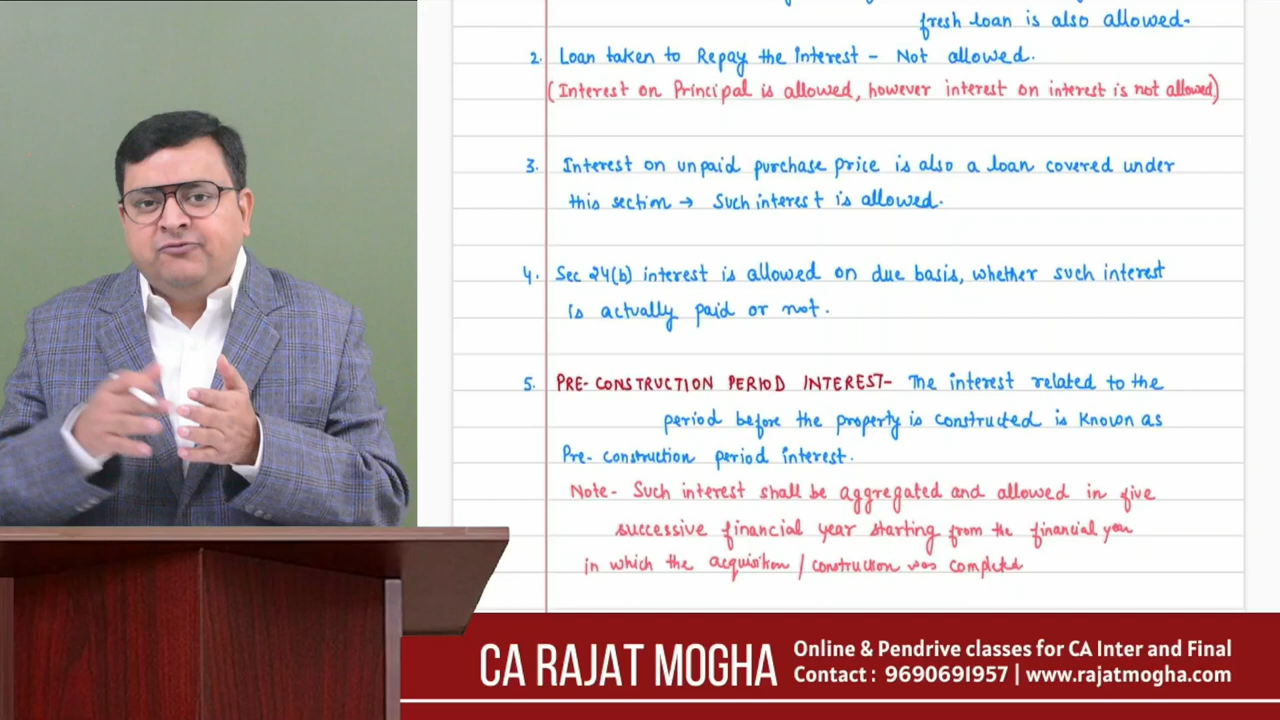 fresh loan is also allowed.
2. Loan taken to Repay the interest - Not allowed.
(Interest on Principal is allowed, however interest on interest is not allowed)
3. Interest on unpaid purchase price is also a loan covered under
this section → Such interest is allowed.
4. Sec 24(b) interest is allowed on due basis, whether such interest
is actually paid or not.
5. PRE-CONSTRUCTION PERIOD INTEREST- The interest related to the
period before the property is constructed is known as
Pre-construction period interest.
Note- Such interest shall be aggregated and allowed in five
successive financial year starting from the financial year
in which the acquisition / construction was completed
CA RAJAT MOGHA
Online & Pendrive classes for CA Inter and Final
Contact : 9690691957 | www.rajatmogha.com